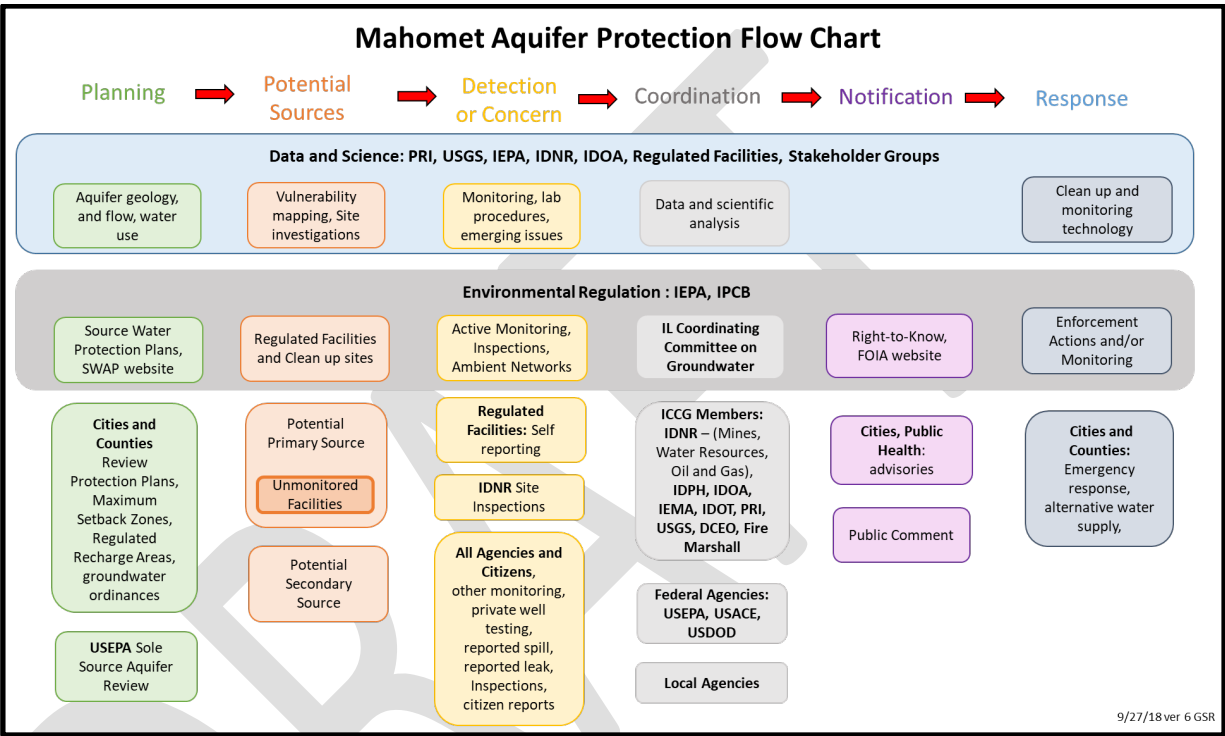 Mahomet Aquifer Protection Flow Chart
Planning
Potential
Sources
Detection
or Concern
Coordination
Notification
Response
Data and Science: PRI, USGS, IEPA, IDNR, IDOA, Regulated Facilities, Stakeholder Groups
Aquifer geology,
and flow, water
use
Vulnerability
mapping, Site
investigations
Monitoring, lab
procedures,
emerging issues
Data and scientific
analysis
Clean up and
monitoring
technology
Environmental Regulation : IEPA, IPCB
Source Water
Protection Plans,
SWAP website
Regulated Facilities
and Clean up sites
Active Monitoring,
Inspections,
Ambient Networks
IL Coordinating
Committee on
Groundwater
Right-to-Know,
FOIA website
Enforcement
Actions and/or
Monitoring
Cities and
Counties
Review
Protection Plans,
Maximum
Setback Zones,
Regulated
Recharge Areas,
groundwater
ordinances
USEPA Sole
Source Aquifer
Review
Potential
Primary Source
Unmonitored
Facilities
Potential
Secondary
Source
Regulated
Facilities: Self
reporting
IDNR Site
Inspections
All Agencies and
Citizens,
other monitoring,
private well
testing,
reported spill,
reported leak,
Inspections,
citizen reports
ICCG Members:
IDNR – (Mines,
Water Resources,
Oil and Gas),
IDPH, IDOA,
IEMA, IDOT, PRI,
USGS, DCEO, Fire
Marshall
Federal Agencies:
USEPA, USACE,
USDOD
Local Agencies
Cities, Public
Health:
advisories
Public Comment
Cities and
Counties:
Emergency
response,
alternative water
supply,
9/27/18 ver 6 GSR
DRAFT